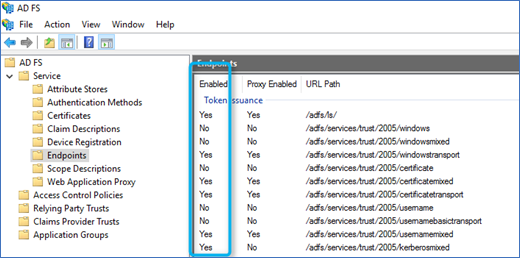 AD FS
File Action View Window Help
AD FS
Service
Attribute Stores
Authentication Methods
Certificates
Claim Descriptions
Device Registration
Endpoints
Scope Descriptions
Web Application Proxy
Access Control Policies
Relying Party Trusts
Claims Provider Trusts
Application Groups
Endpoints
Enabled Proxy Enabled URL Path
Token Issuance
Yes Yes /adfs/ls/
No No /adfs/services/trust/2005/windows
No No /adfs/services/trust/2005/windowsmixed
Yes Yes /adfs/services/trust/2005/windowstransport
No No /adfs/services/trust/2005/certificate
Yes Yes /adfs/services/trust/2005/certificatemixed
Yes Yes /adfs/services/trust/2005/certificatetransport
No No /adfs/services/trust/2005/username
No No /adfs/services/trust/2005/usernamebasictransport
Yes Yes /adfs/services/trust/2005/usernamemixed
Yes No /adfs/services/trust/2005/kerberosmixed